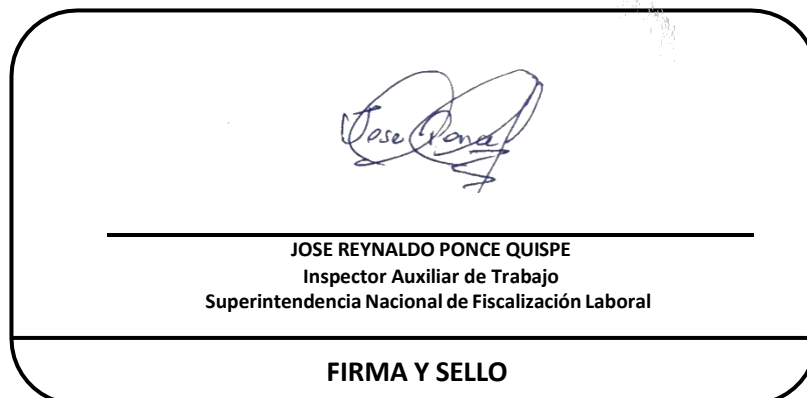 Jose Ponce
JOSE REYNALDO PONCE QUISPE
Inspector Auxiliar de Trabajo
Superintendencia Nacional de Fiscalización Laboral
FIRMA Y SELLO